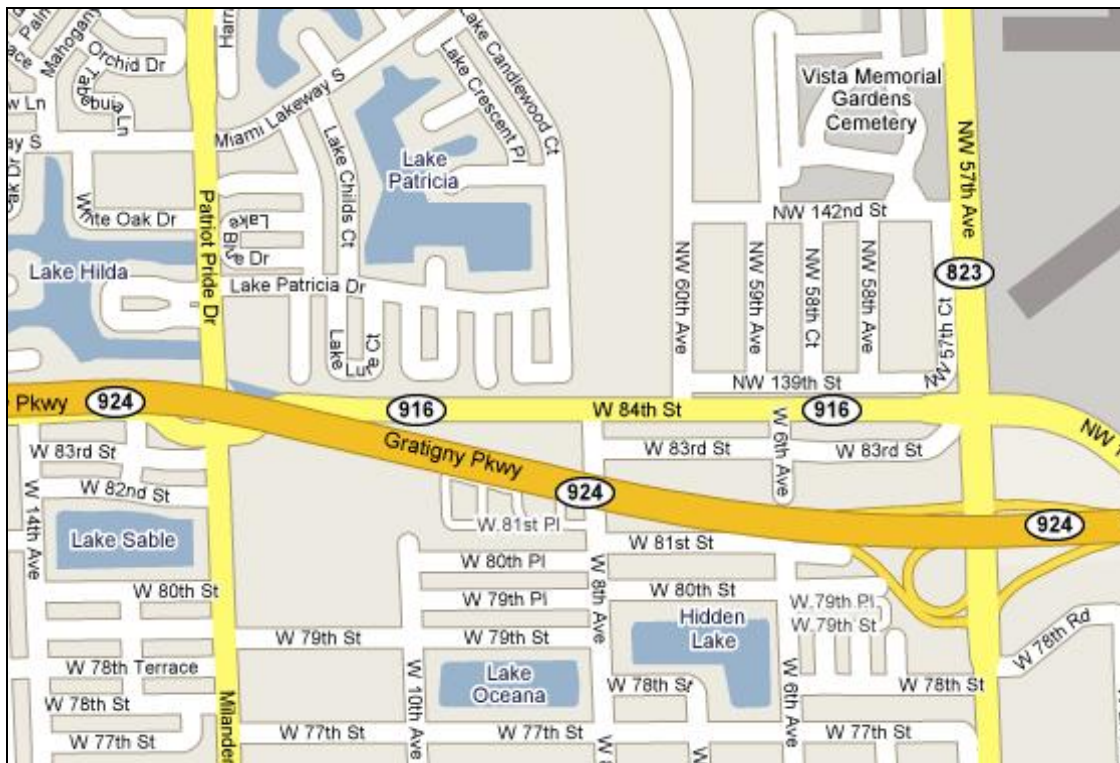 Orchid Dr
Mahogany
Tabebuia Ln
w Ln
ay S
Oak Dr
White Oak Dr
Lake Hilda
Harr
Miami Lakeway S
Lake Candlewood Ct
Lake Crescent Pl
Lake
Patricia
Lake Childs Ct
Patriot Pride Dr
Lake
Blue
e Dr
Lake Patricia Dr
Lake
Lure Ct
Vista Memorial
Gardens
Cemetery
NW 57th Ave
NW 142nd St
823
NW 60th Ave
NW 59th Ave
NW 58th Ct
NW 58th Ave
NW 57th Ct
NW 139th St
Pkwy
924
916
W 84th St
916
NW
Gratigny Pkwy
W 83rd St
W 83rd St
W 83rd St
W 6th Ave
W 82nd St
924
924
W 14th Ave
Lake Sable
W 81st Pl
W 81st St
W 80th Pl
W 80th St
W 80th St
W 8th Ave
W 79th Pl
W 79th Pl
W 79th St
Hidden
Lake
W 79th St
W 79th St
W 78th Rd
W 78th Terrace
W 10th Ave
Lake
Oceana
W 78th St
W 6th Ave
W 78th St
W 78th St
Milander
W 77th St
W 77th St
W 77th St
W 77th St